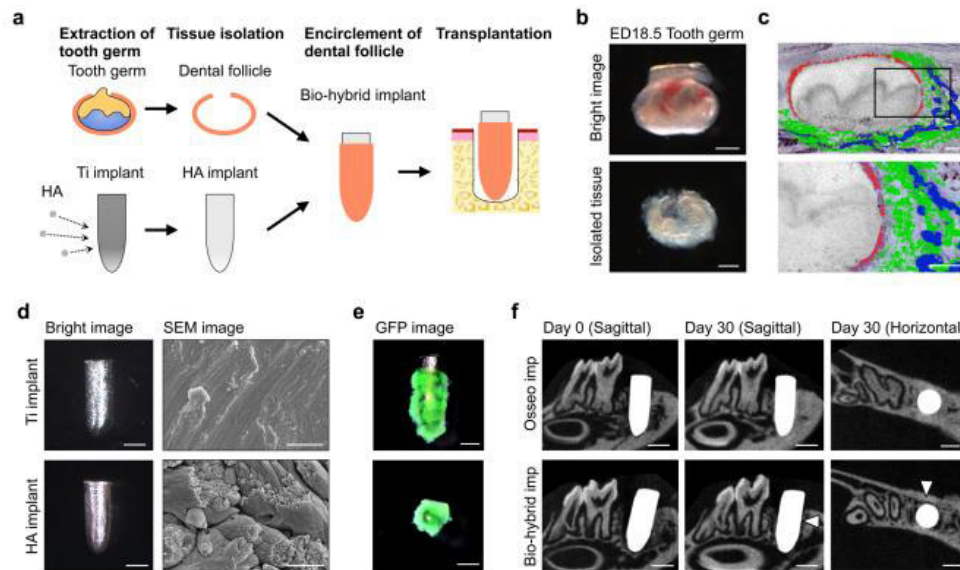 a
Extraction of
tooth germ
Tissue isolation
Encirclement of
dental follicle
Transplantation
Tooth germ
Dental follicle
Bio-hybrid implant
Ti implant
HA implant
HA
b
ED18.5 Tooth germ
Bright image
Isolated tissue
c
d
Bright image
SEM image
Ti implant
HA implant
e
GFP image
f
Day 0 (Sagittal)
Day 30 (Sagittal)
Day 30 (Horizontal
Osseo imp
Bio-hybrid imp